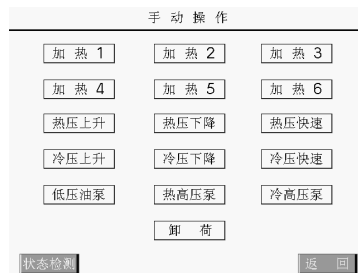 手动操作
加热1 加热2 加热3
加热4 加热5 加热6
热压上升 热压下降 热压快速
冷压上升 冷压下降 冷压快速
低压油泵 热高压泵 冷高压泵
卸荷
状态检测 返回